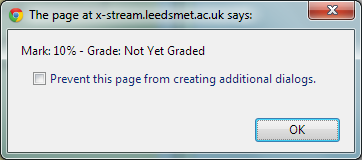 The page at x-stream.leedsmet.ac.uk says:
Mark: 10% - Grade: Not Yet Graded
Prevent this page from creating additional dialogs.
OK